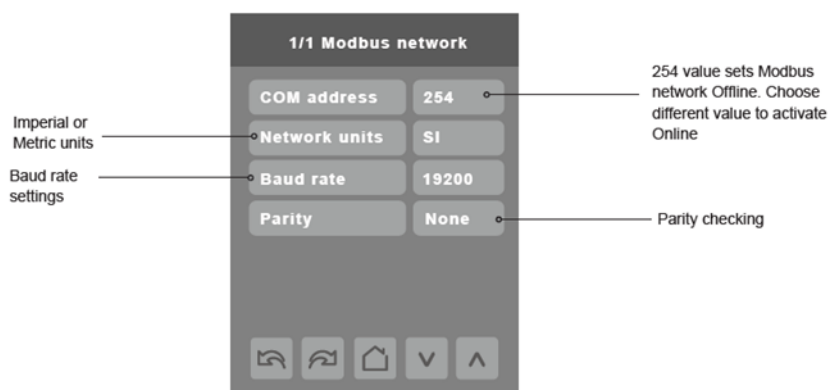 1/1 Modbus network
COM address 254
Network units SI
Baud rate 19200
Parity None
Imperial or
Metric units
Baud rate
settings
254 value sets Modbus
network Offline. Choose
different value to activate
Online
Parity checking